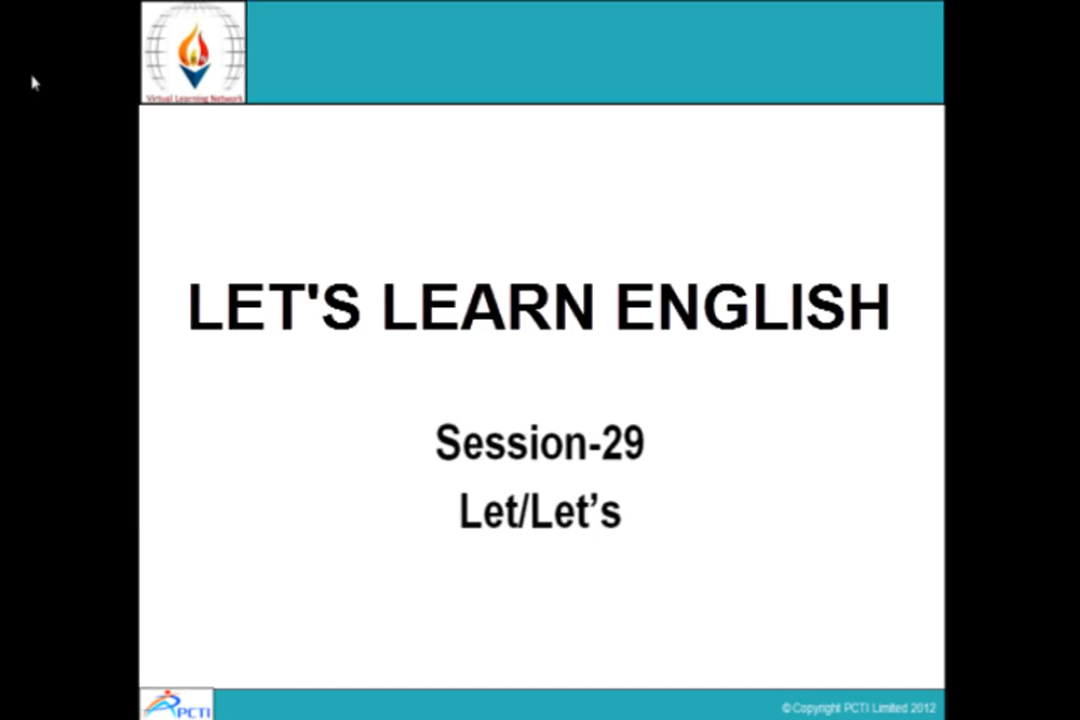 Virtual Learning Network
LET'S LEARN ENGLISH
Session-29
Let/Let’s
PCTI
©Copyright PCTI Limited 2012